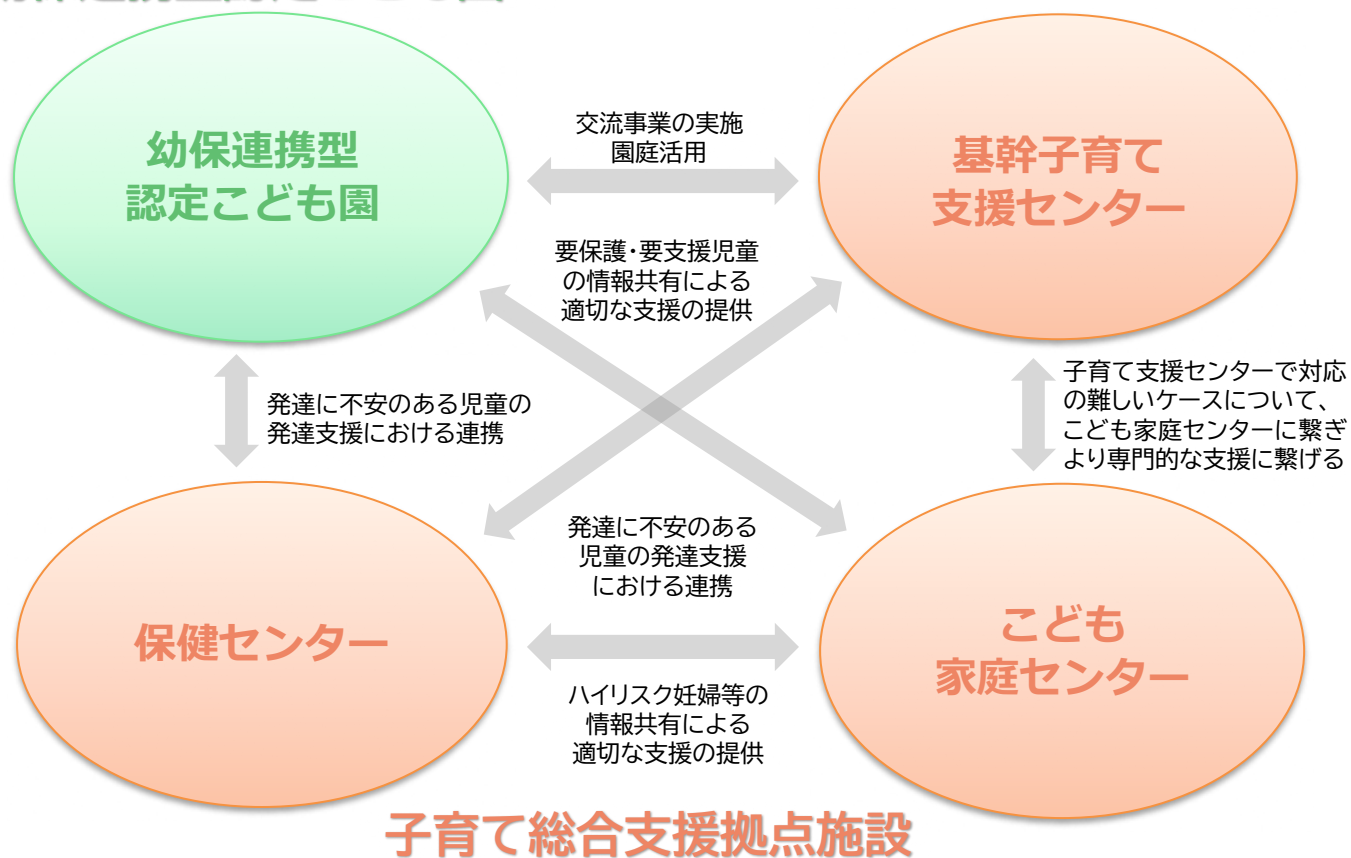 幼保連携型
認定こども園
交流事業の実施
園庭活用
基幹子育て
支援センター
要保護・要支援児童
の情報共有による
適切な支援の提供
発達に不安のある児童の
発達支援における連携
子育て支援センターで対応
の難しいケースについて、
こども家庭センターに繋ぎ
より専門的な支援に繋げる
発達に不安のある
児童の発達支援
における連携
保健センター
こども
家庭センター
ハイリスク妊婦等の
情報共有による
適切な支援の提供
子育て総合支援拠点施設